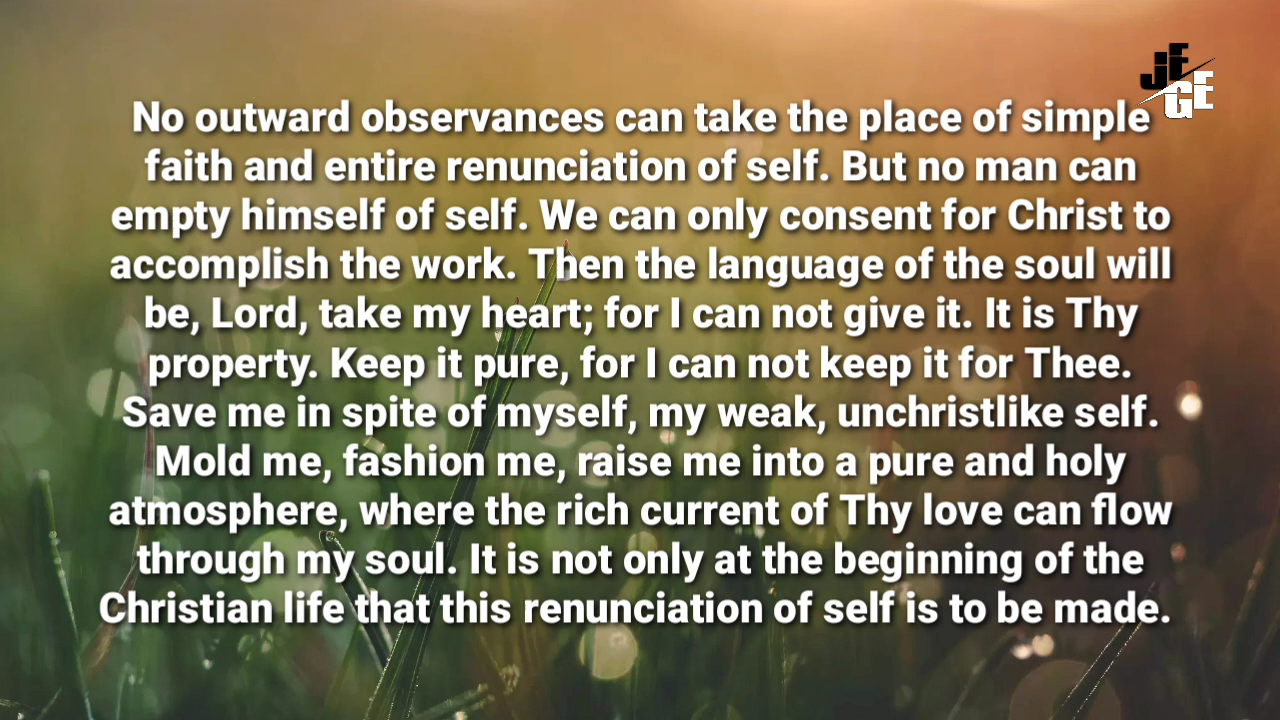 JF
GF
No outward observances can take the place of simple
faith and entire renunciation of self. But no man can
empty himself of self. We can only consent for Christ to
accomplish the work. Then the language of the soul will
be, Lord, take my heart; for I can not give it. It is Thy
property. Keep it pure, for I can not keep it for Thee.
Save me in spite of myself, my weak, unchristlike self.
Mold me, fashion me, raise me into a pure and holy
atmosphere, where the rich current of Thy love can flow
through my soul. It is not only at the beginning of the
Christian life that this renunciation of self is to be made.